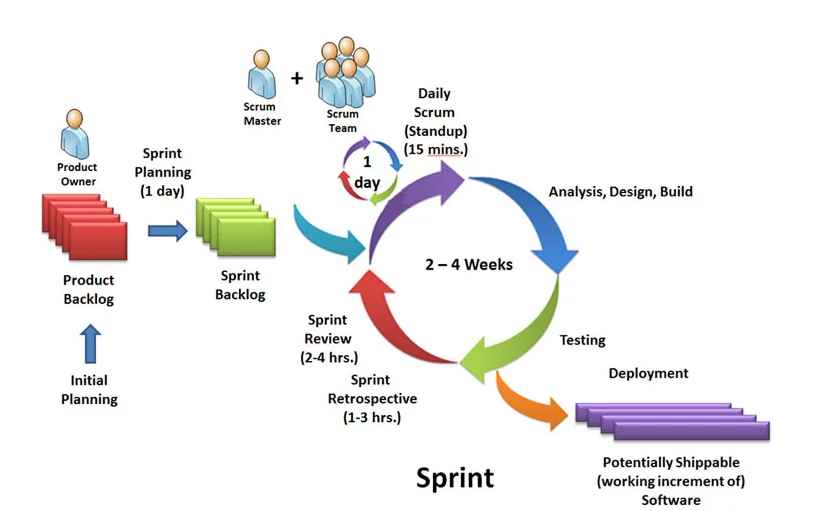 Scrum
Master
+
Scrum
Team
Daily
Scrum
(Standup)
(15 mins.)
1
day
Product
Owner
Sprint
Planning
(1 day)
Analysis, Design, Build
2 – 4 Weeks
Product
Backlog
Sprint
Backlog
Initial
Planning
Sprint
Review
(2-4 hrs.)
Sprint
Retrospective
(1-3 hrs.)
Testing
Deployment
Potentially Shippable
(working increment of)
Software
Sprint